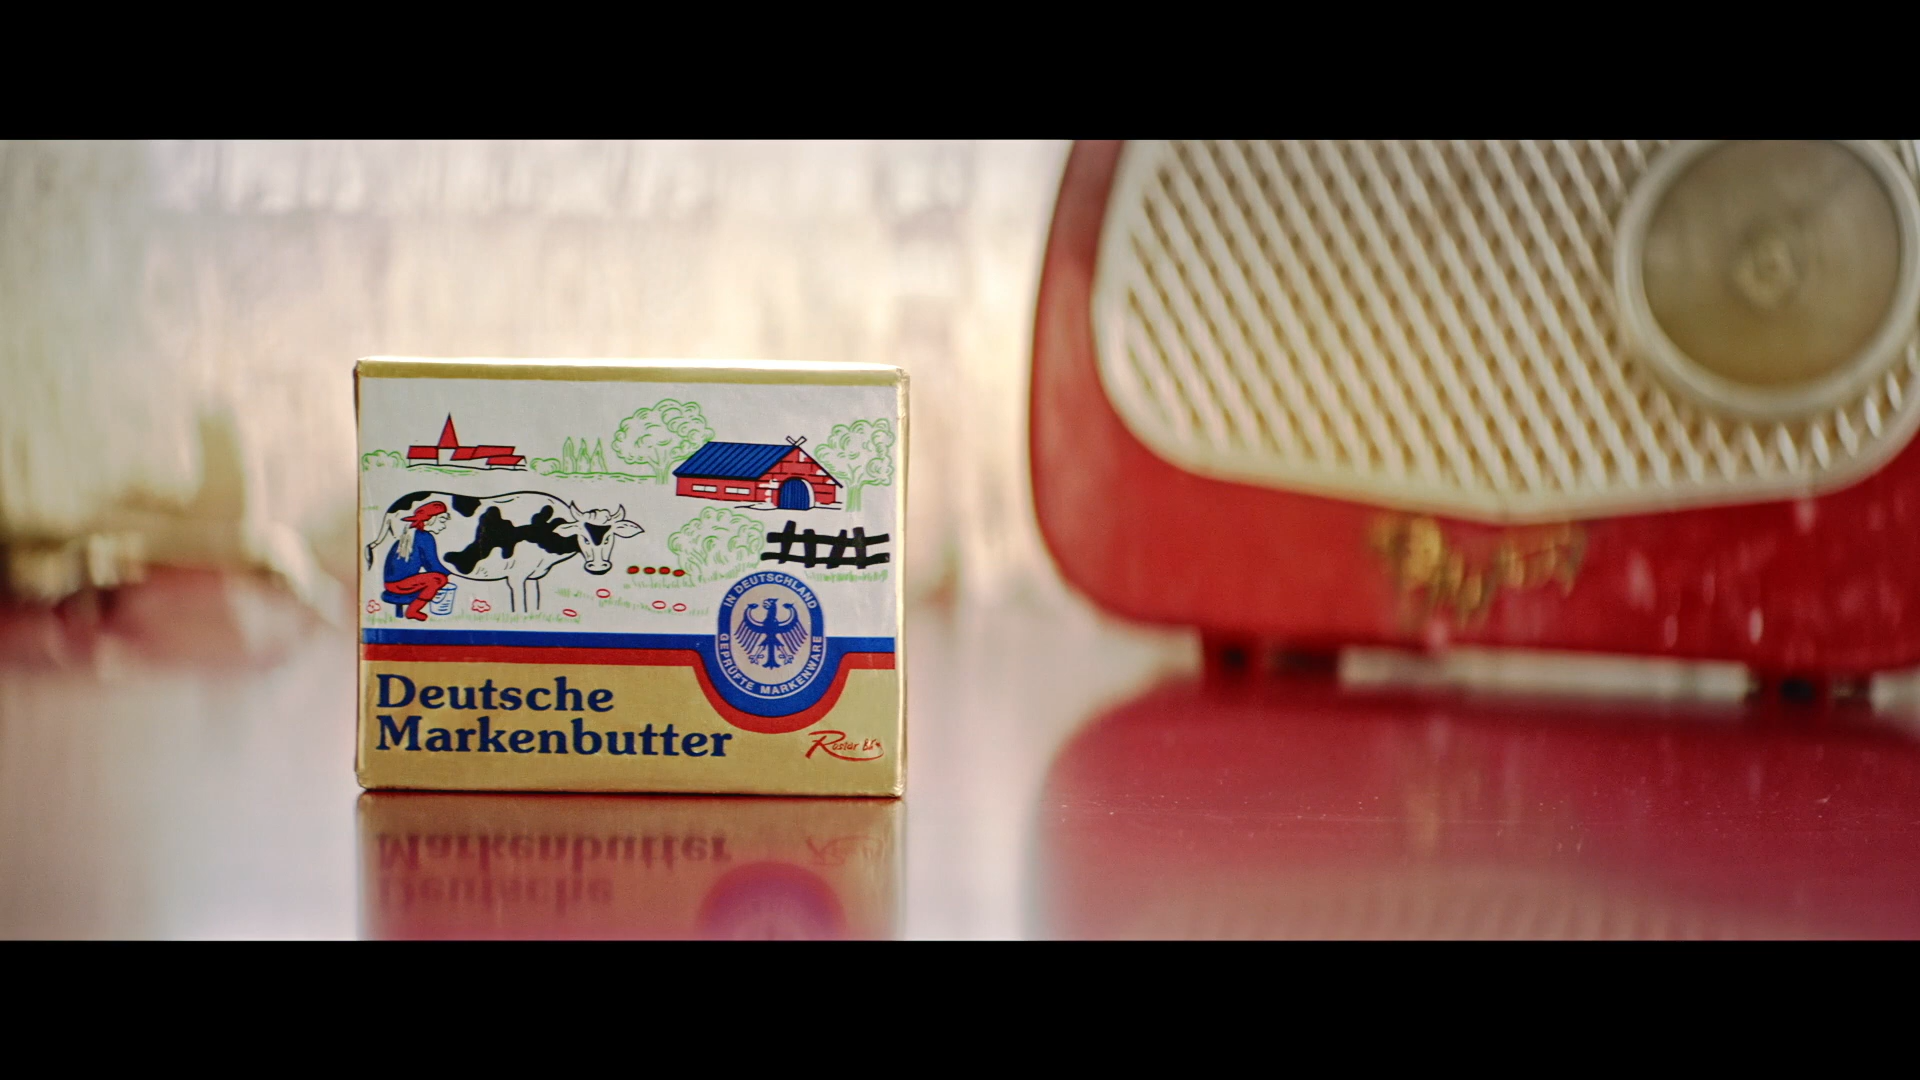 IN DEUTSCHLAND
GEPRÜFTE MARKENWARE
Deutsche
Markenbutter